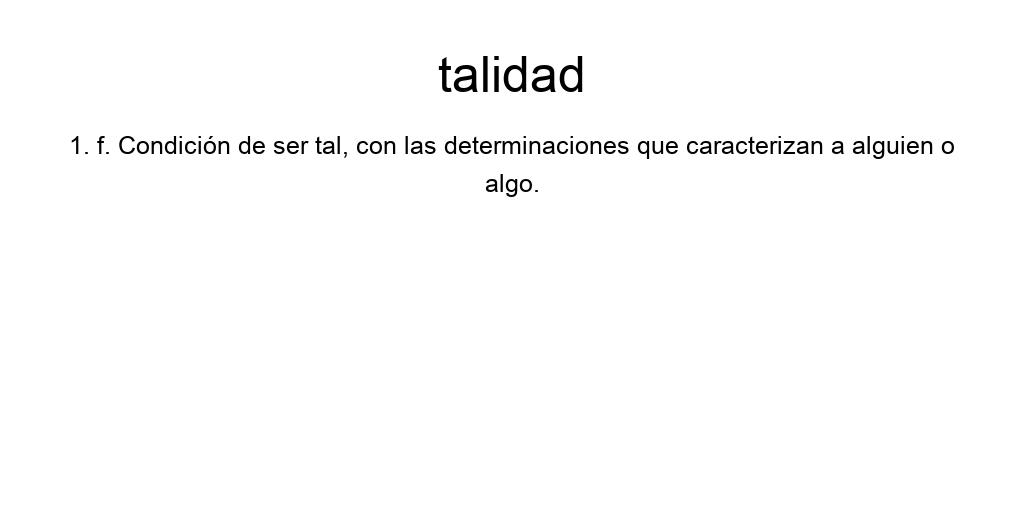 talidad
1. f. Condición de ser tal, con las determinaciones que caracterizan a alguien o
algo.